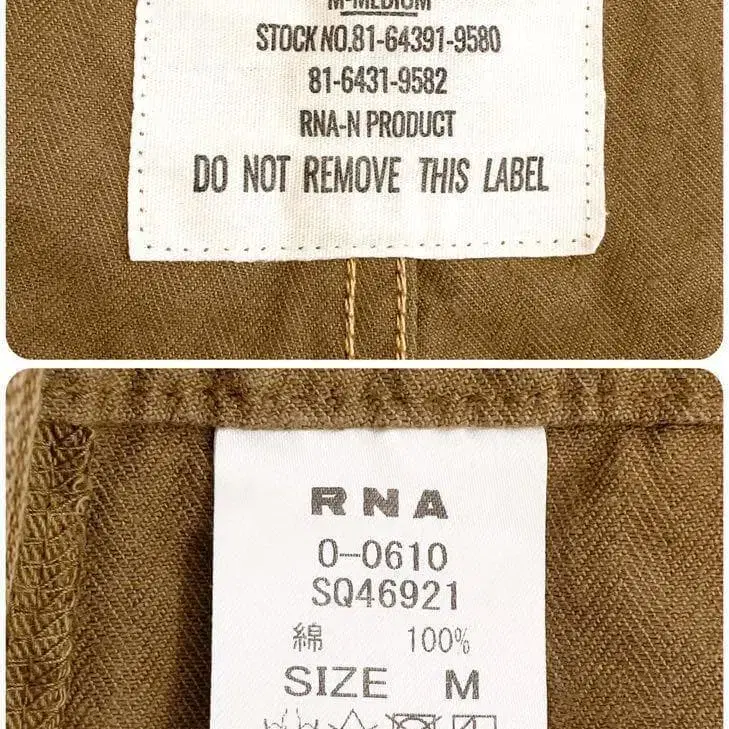 M-MEDIUM
STOCK NO.81-64391-9580
81-6431-9582
RNA-N PRODUCT
DO NOT REMOVE THIS LABEL
RNA
0-0610
SQ46921
綿 100%
SIZE M